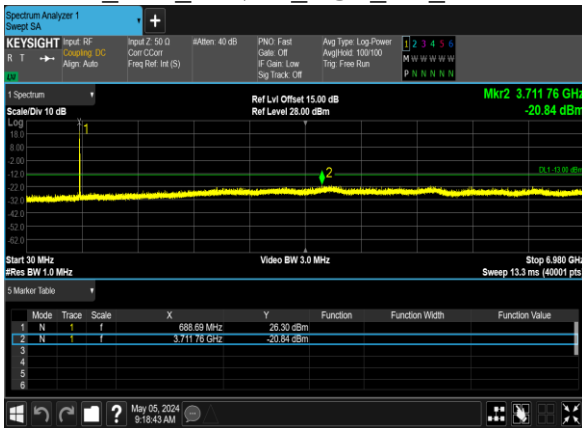 Spectrum Analyzer 1
Swept SA
+
KEYSIGHT Input: RF Input Z: 50 Ω #Atten: 40 dB PNO: Fast Avg Type: Log-Power 1 2 3 4 5 6
R T Coupling: DC Corr CCorr Gate: Off Avg|Hold: 100/100 M W W W W W
Align: Auto Freq Ref: Int (S) IF Gain: Low Trig: Free Run
LV Sig Track: Off P N N N N N
1 Spectrum Ref Lvl Offset 15.00 dB Mkr2 3.711 76 GHz
Scale/Div 10 dB Ref Level 28.00 dBm -20.84 dBm
Log
18.0 1
8.00
-2.00
-12.0 2 DL1 -13.00 dBm
-22.0
-32.0
-42.0
-52.0
-62.0
Start 30 MHz Video BW 3.0 MHz Stop 6.980 GHz
#Res BW 1.0 MHz Sweep 13.3 ms (40001 pts)
5 Marker Table
Mode Trace Scale X Y Function Function Width Function Value
1 N 1 f 688.69 MHz 26.30 dBm
2 N 1 f 3.711 76 GHz -20.84 dBm
3
4
5
6
? May 05, 2024
9:18:43 AM